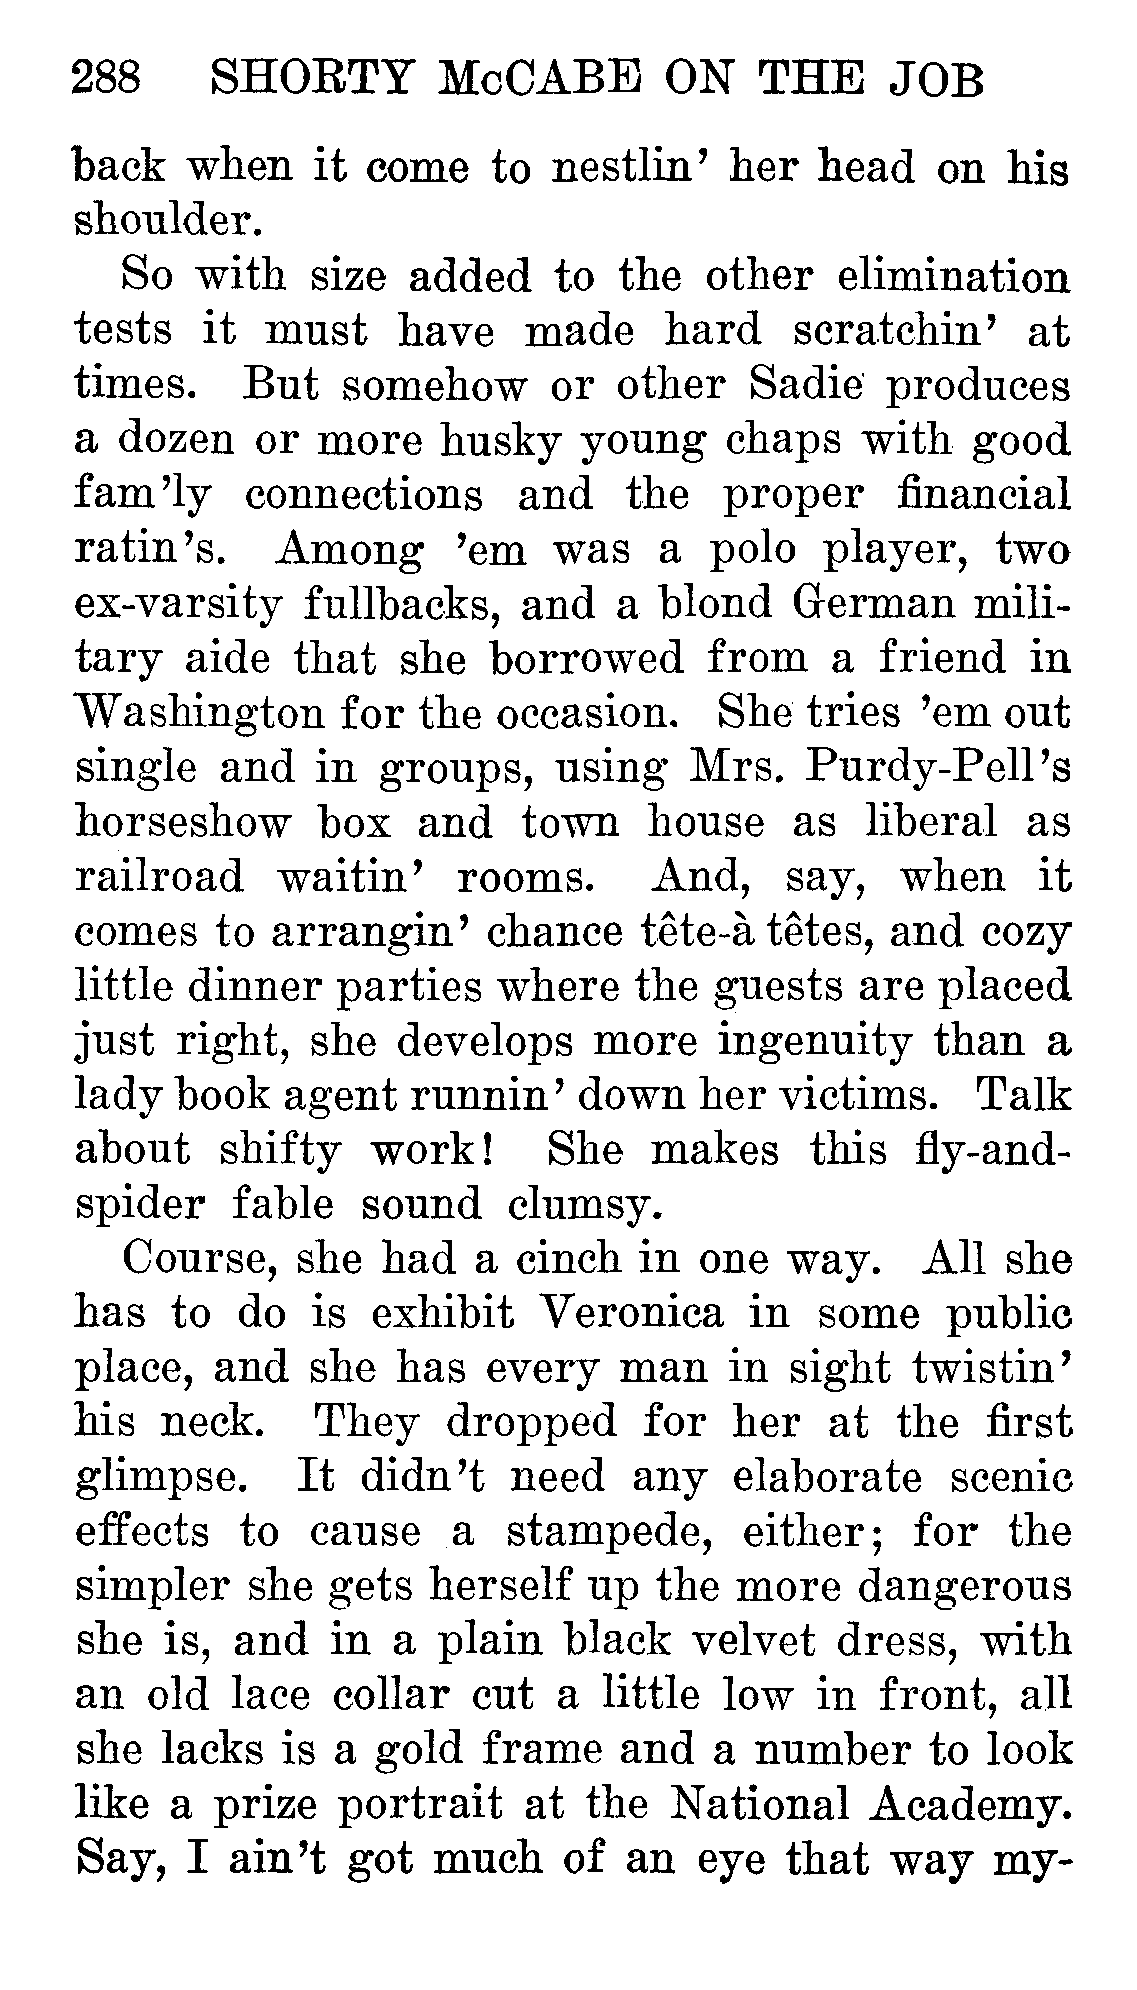 288 SHORTY McCABE ON THE JOB
back when it come to nestlin' her head on his
shoulder.
So with size added to the other elimination
tests it must have made hard scratchin' at
times. But somehow or other Sadie produces
a dozen or more husky young chaps with good
fam'ly connections and the proper financial
ratin's. Among 'em was a polo player, two
ex-varsity fullbacks, and a blond German mili-
tary aide that she borrowed from a friend in
Washington for the occasion. She tries 'em out
single and in groups, using Mrs. Purdy-Pell's
horseshow box and town house as liberal as
railroad waitin' rooms. And, say, when it
comes to arrangin' chance tête-à têtes, and cozy
little dinner parties where the guests are placed
just right, she develops more ingenuity than a
lady book agent runnin' down her victims. Talk
about shifty work! She makes this fly-and-
spider fable sound clumsy.
Course, she had a cinch in one way. All she
has to do is exhibit Veronica in some public
place, and she has every man in sight twistin'
his neck. They dropped for her at the first
glimpse. It didn't need any elaborate scenic
effects to cause a stampede, either; for the
simpler she gets herself up the more dangerous
she is, and in a plain black velvet dress, with
an old lace collar cut a little low in front, all
she lacks is a gold frame and a number to look
like a prize portrait at the National Academy.
Say, I ain't got much of an eye that way my-